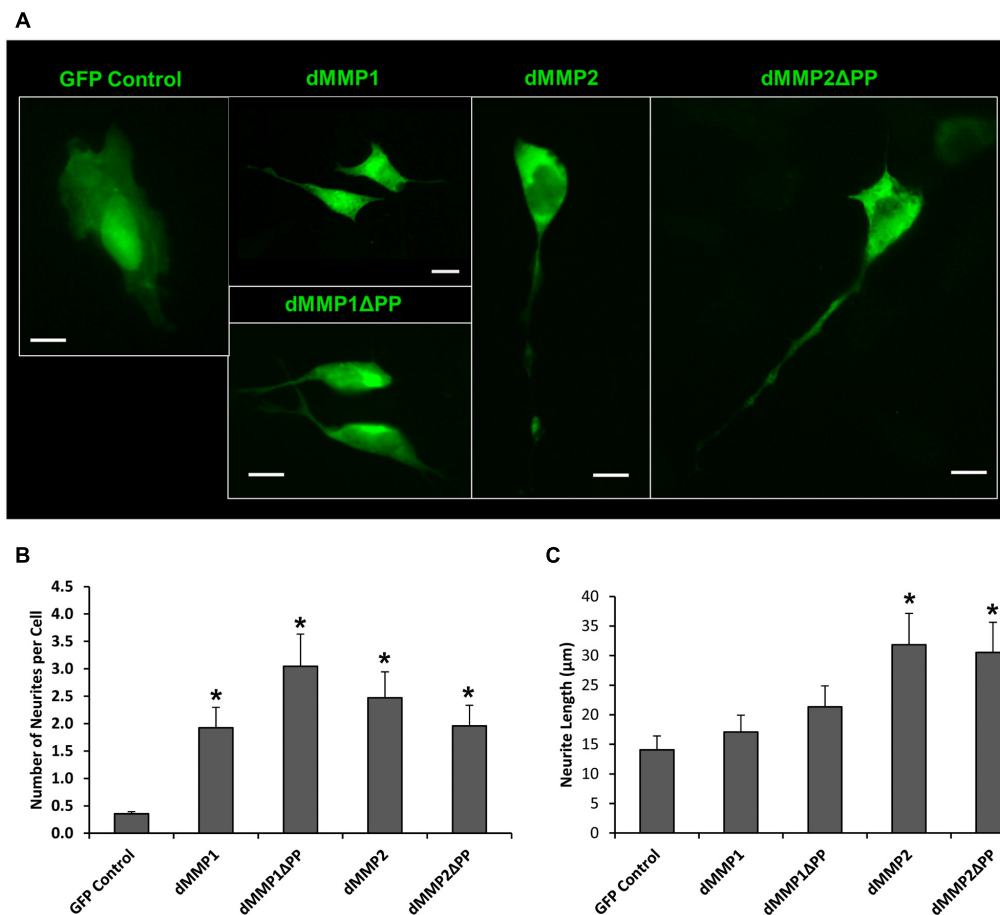 A
GFP Control
dMMP1
dMMP2
dMMP2ΔPP
dMMP1ΔPP
B
Number of Neurites per Cell
4.5
4.0
3.5
3.0
2.5
2.0
1.5
1.0
0.5
0.0
*
*
*
*
GFP Control
dMMP1
dMMP1ΔPP
dMMP2
dMMP2ΔPP
C
Neurite Length (µm)
40
35
30
25
20
15
10
5
0
*
*
GFP Control
dMMP1
dMMP1ΔPP
dMMP2
dMMP2ΔPP